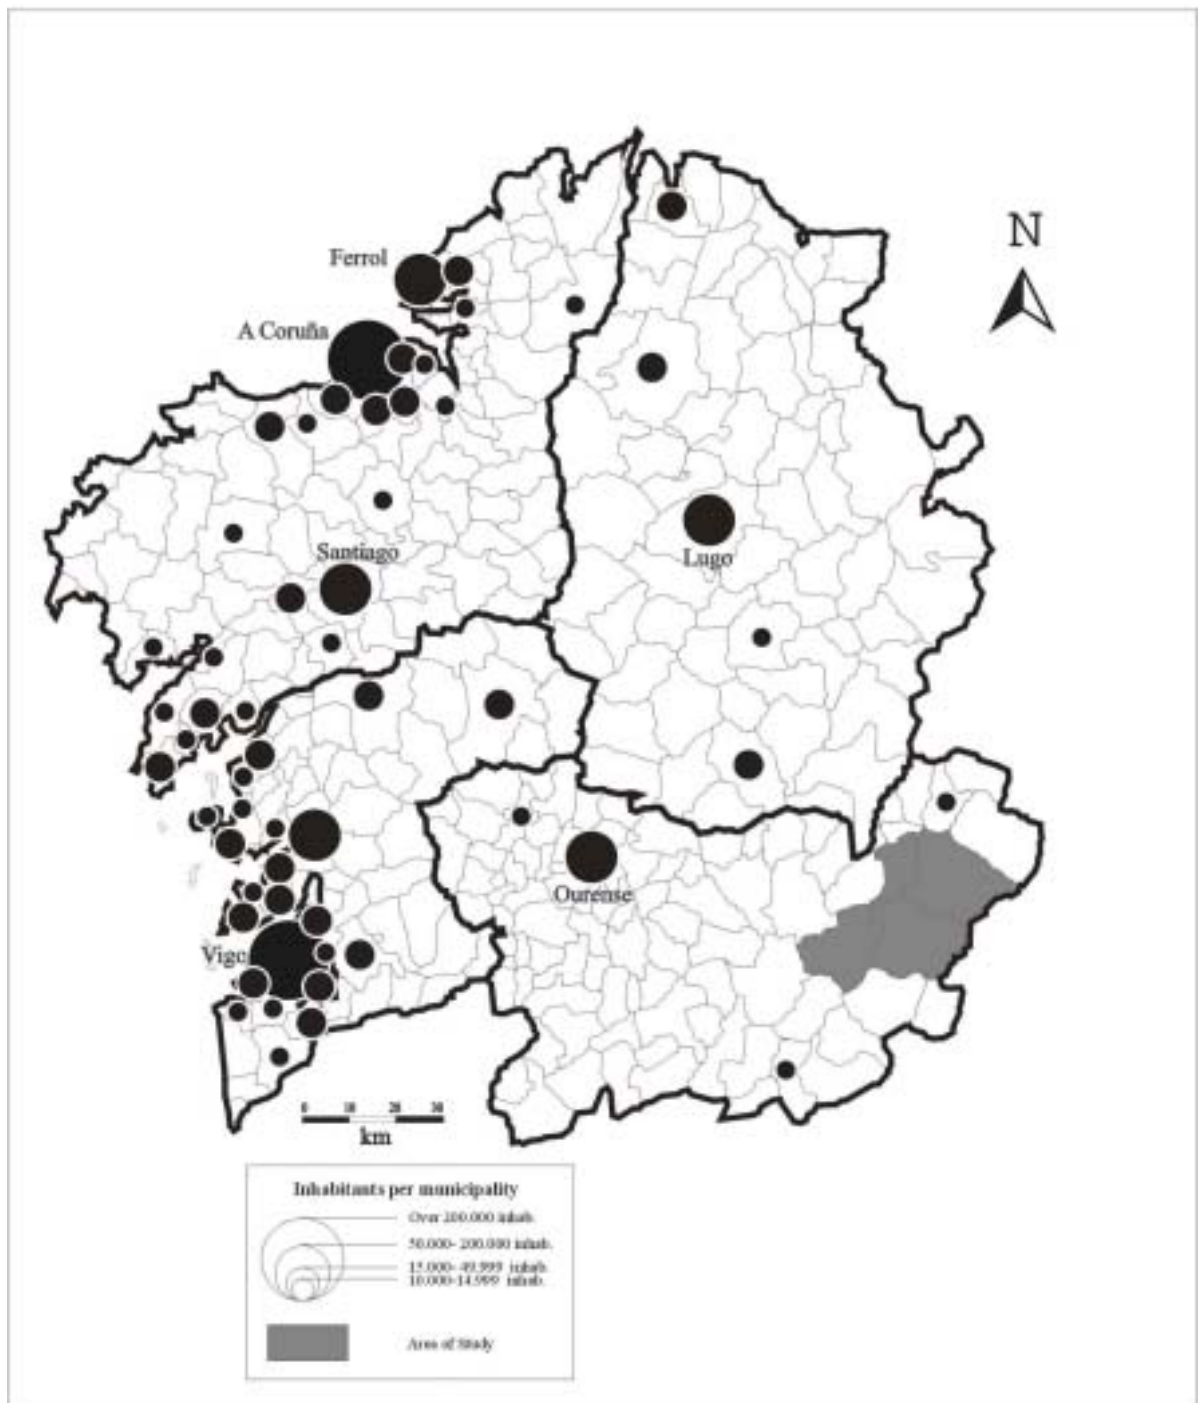 N
Ferrol
A Coruña
Santiago
Lugo
Ourense
Vigo
0 10 20 30
km
Inhabitants per municipality
Over 200.000 inhab.
50.000- 200.000 inhab.
15.000- 49.999 inhab.
10.000-14.999 inhab.
Area of Study